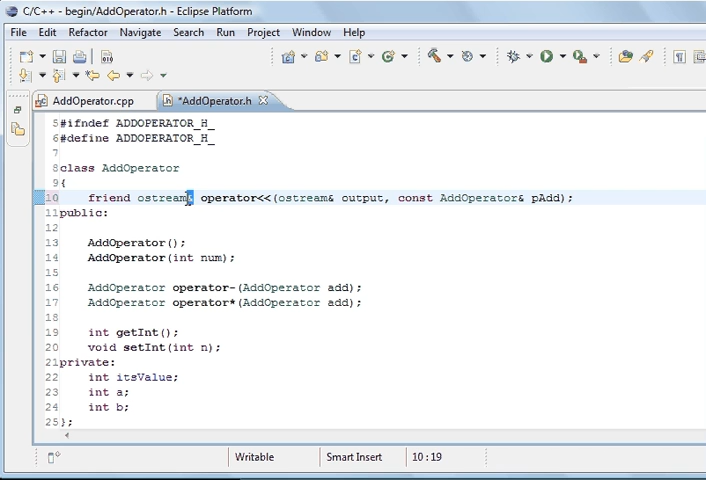 C/C++ - begin/AddOperator.h - Eclipse Platform
File Edit Refactor Navigate Search Run Project Window Help
AddOperator.cpp *AddOperator.h
5 #ifndef ADDOPERATOR_H_
6 #define ADDOPERATOR_H_
7
8 class AddOperator
9 {
10 friend ostream& operator<<(ostream& output, const AddOperator& pAdd);
11 public:
12
13 AddOperator();
14 AddOperator(int num);
15
16 AddOperator operator-(AddOperator add);
17 AddOperator operator*(AddOperator add);
18
19 int getInt();
20 void setInt(int n);
21 private:
22 int itsValue;
23 int a;
24 int b;
25 };
Writable Smart Insert 10 : 19